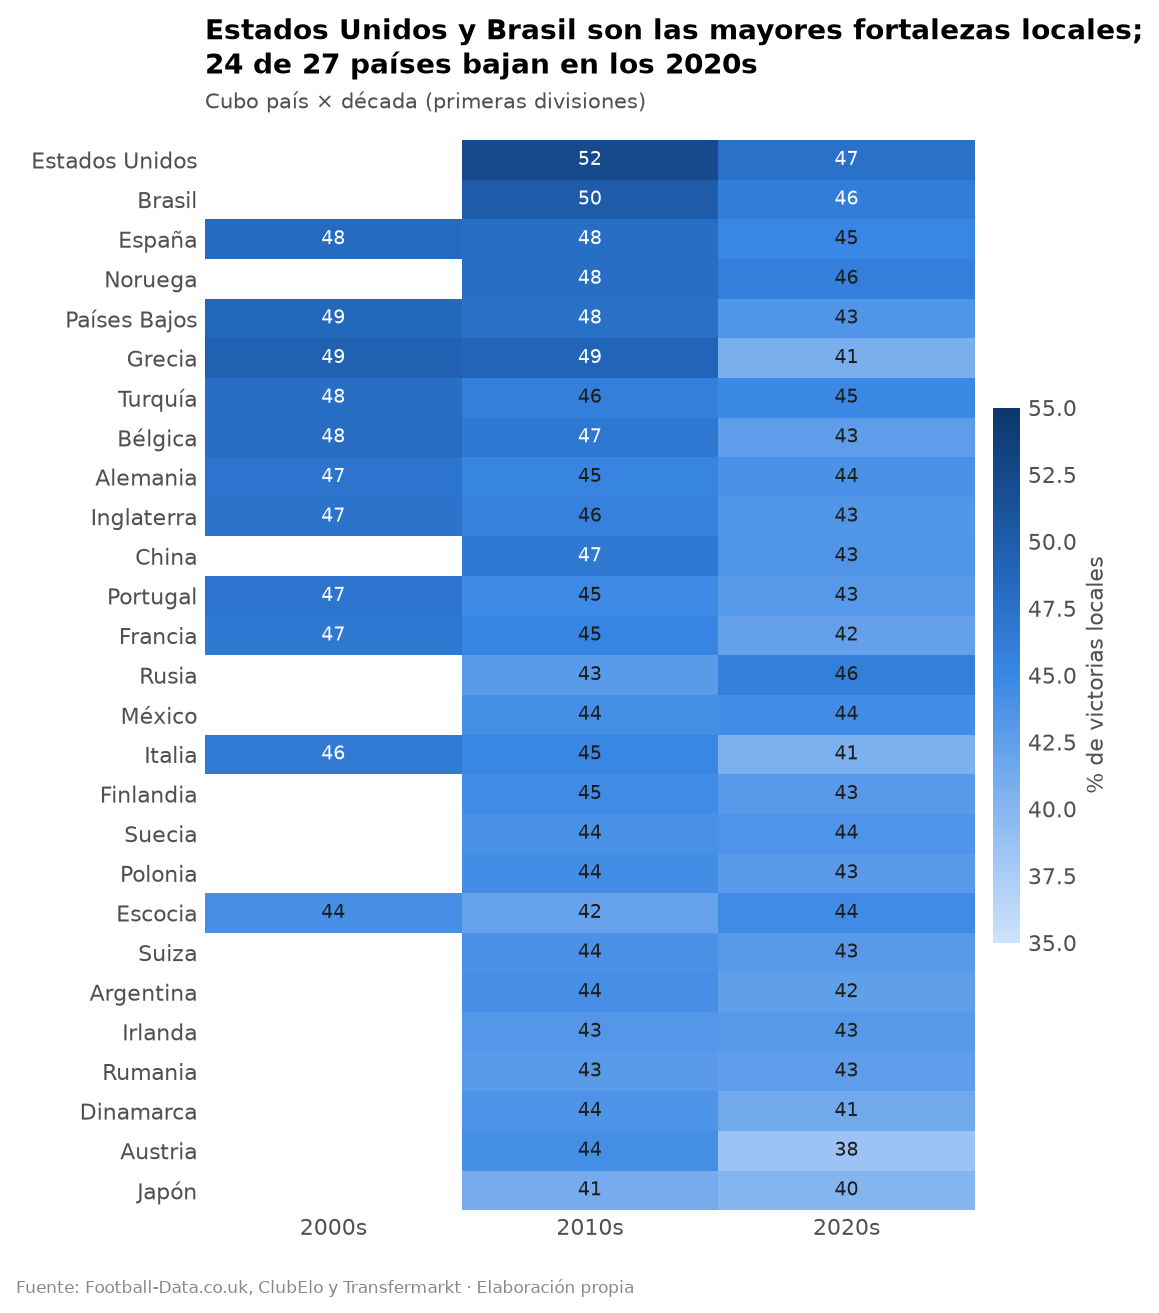 Estados Unidos y Brasil son las mayores fortalezas locales;
24 de 27 países bajan en los 2020s
Cubo país × década (primeras divisiones)
Estados Unidos 52 47
Brasil 50 46
España 48 48 45
Noruega 48 46
Países Bajos 49 48 43
Grecia 49 49 41
Turquía 48 46 45
Bélgica 48 47 43
Alemania 47 45 44
Inglaterra 47 46 43
China 47 43
Portugal 47 45 43
Francia 47 45 42
Rusia 43 46
México 44 44
Italia 46 45 41
Finlandia 45 43
Suecia 44 44
Polonia 44 43
Escocia 44 42 44
Suiza 44 43
Argentina 44 42
Irlanda 43 43
Rumania 43 43
Dinamarca 44 41
Austria 44 38
Japón 41 40
2000s 2010s 2020s
55.0
52.5
50.0
47.5
45.0
42.5
40.0
37.5
35.0
% de victorias locales
Fuente: Football-Data.co.uk, ClubElo y Transfermarkt · Elaboración propia